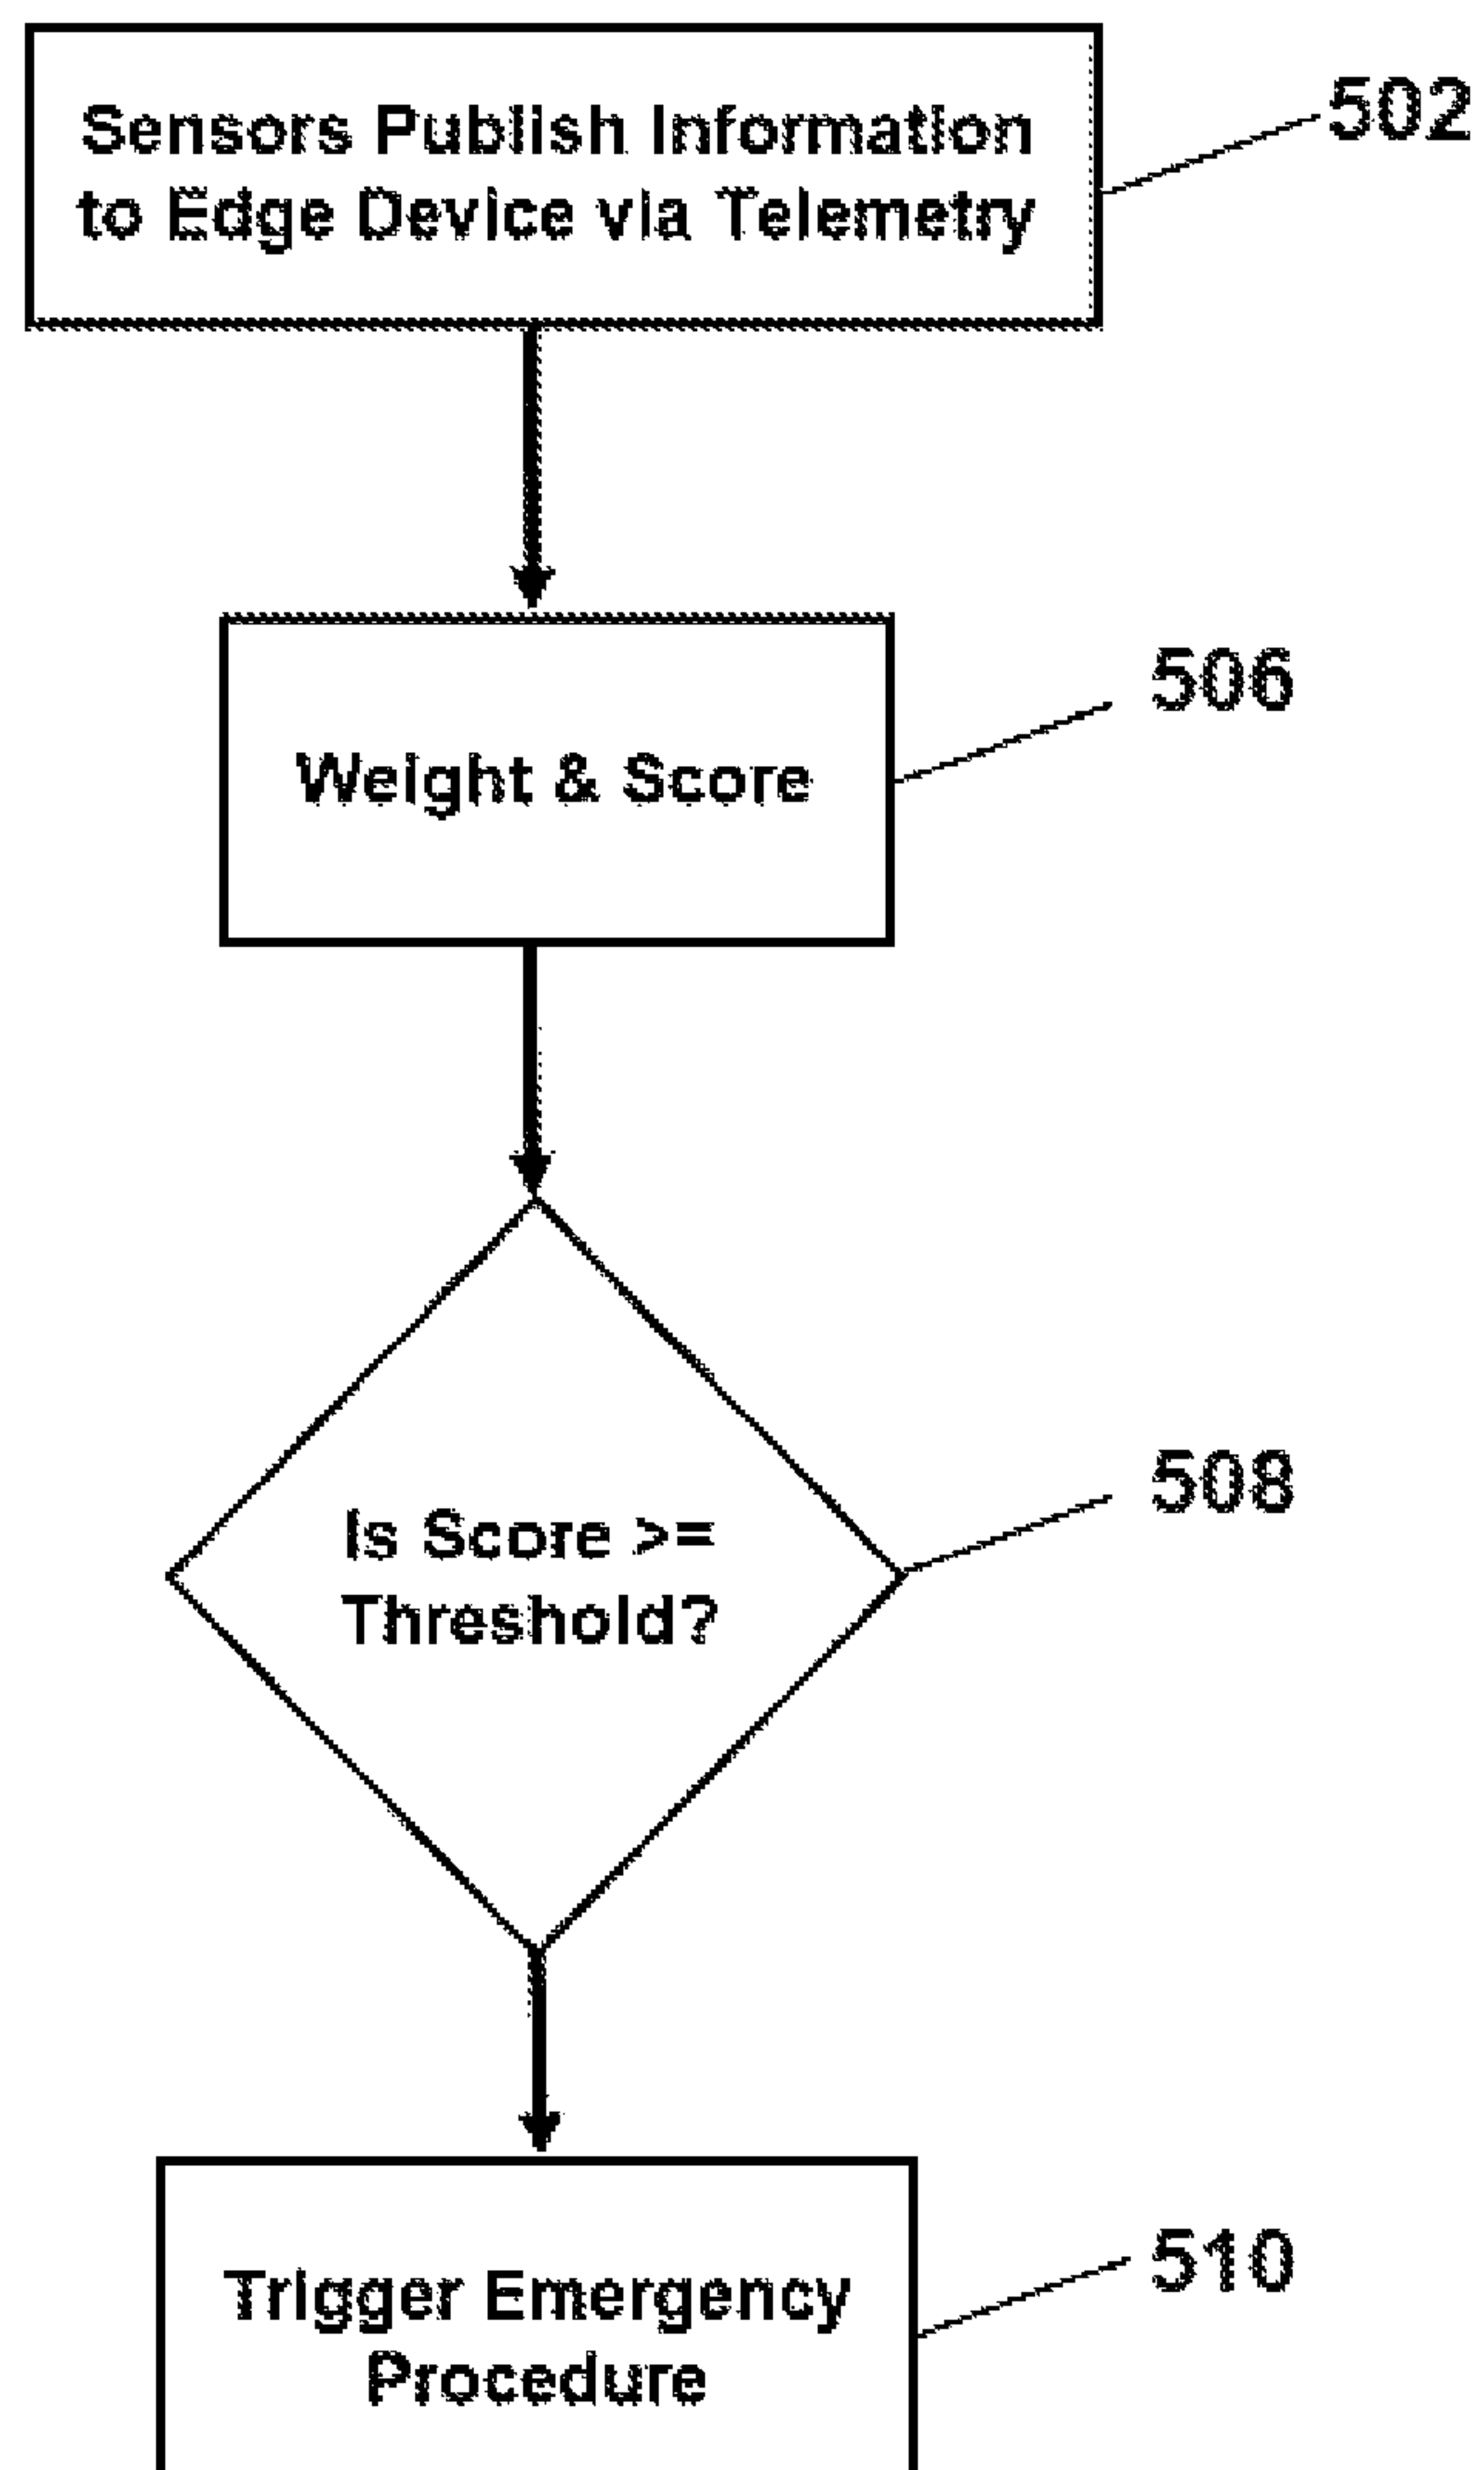 Sensors Publish Information
to Edge Device via Telemetry
502
Weight & Score
506
Is Score >=
Threshold?
508
Trigger Emergency
Procedure
510